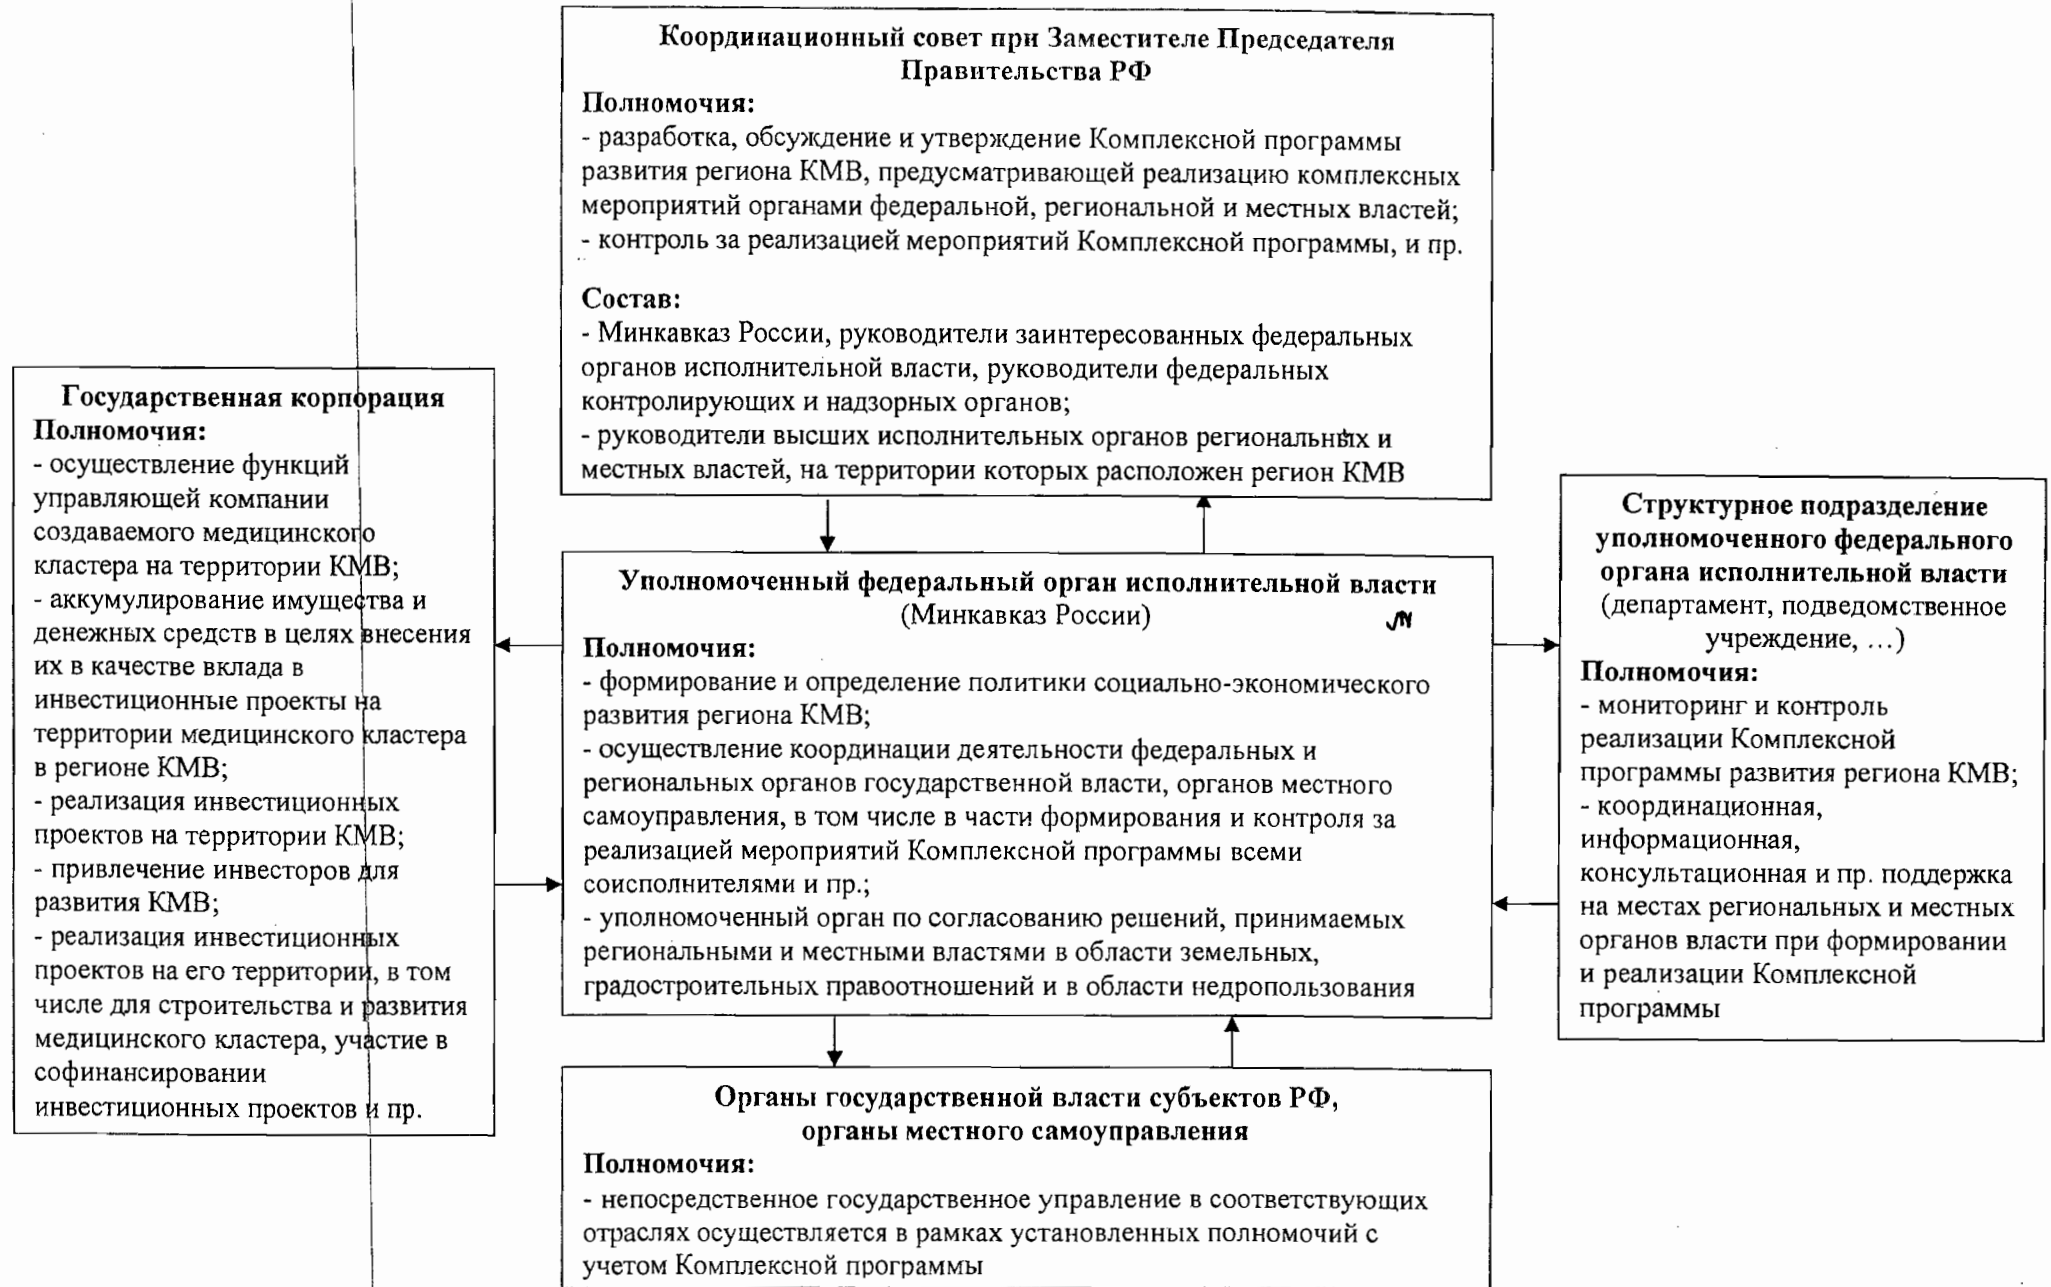 Координационный совет при Заместителе Председателя
Правительства РФ
Полномочия:
- разработка, обсуждение и утверждение Комплексной программы
развития региона КМВ, предусматривающей реализацию комплексных
мероприятий органами федеральной, региональной и местных властей;
- контроль за реализацией мероприятий Комплексной программы, и пр.
Состав:
- Минкавказ России, руководители заинтересованных федеральных
органов исполнительной власти, руководители федеральных
контролирующих и надзорных органов;
- руководители высших исполнительных органов региональных и
местных властей, на территории которых расположен регион КМВ
Государственная корпорация
Полномочия:
- осуществление функций
управляющей компании
создаваемого медицинского
кластера на территории КМВ;
- аккумулирование имущества и
денежных средств в целях внесения
их в качестве вклада в
инвестиционные проекты на
территории медицинского кластера
в регионе КМВ;
- реализация инвестиционных
проектов на территории КМВ;
- привлечение инвесторов для
развития КМВ;
- реализация инвестиционных
проектов на его территории, в том
числе для строительства и развития
медицинского кластера, участие в
софинансировании
инвестиционных проектов и пр.
Уполномоченный федеральный орган исполнительной власти
(Минкавказ России)
Полномочия:
- формирование и определение политики социально-экономического
развития региона КМВ;
- осуществление координации деятельности федеральных и
региональных органов государственной власти, органов местного
самоуправления, в том числе в части формирования и контроля за
реализацией мероприятий Комплексной программы всеми
соисполнителями и пр.;
- уполномоченный орган по согласованию решений, принимаемых
региональными и местными властями в области земельных,
градостроительных правоотношений и в области недропользования
Структурное подразделение
уполномоченного федерального
органа исполнительной власти
(департамент, подведомственное
учреждение, …)
Полномочия:
- мониторинг и контроль
реализации Комплексной
программы развития региона КМВ;
- координационная,
информационная,
консультационная и пр. поддержка
на местах региональных и местных
органов власти при формировании
и реализации Комплексной
программы
Органы государственной власти субъектов РФ,
органы местного самоуправления
Полномочия:
- непосредственное государственное управление в соответствующих
отраслях осуществляется в рамках установленных полномочий с
учетом Комплексной программы